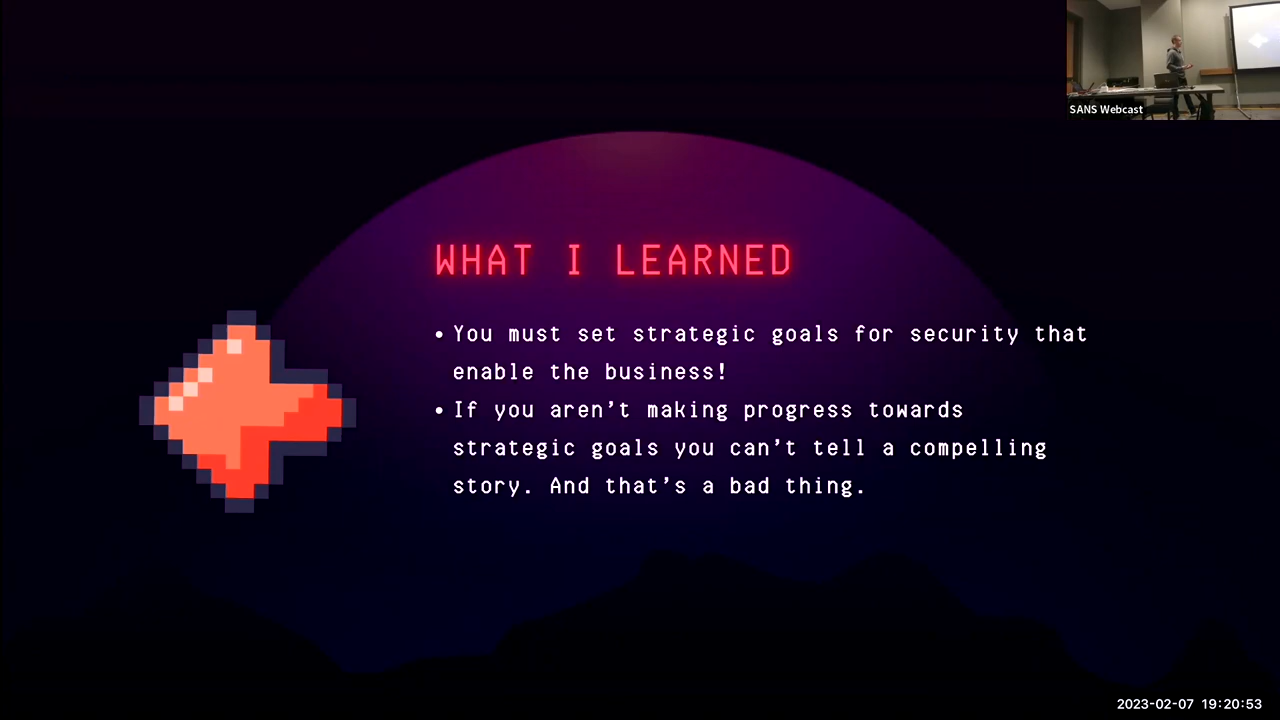 SANS Webcast
WHAT I LEARNED
• You must set strategic goals for security that
enable the business!
• If you aren’t making progress towards
strategic goals you can’t tell a compelling
story. And that’s a bad thing.
2023-02-07 19:20:53